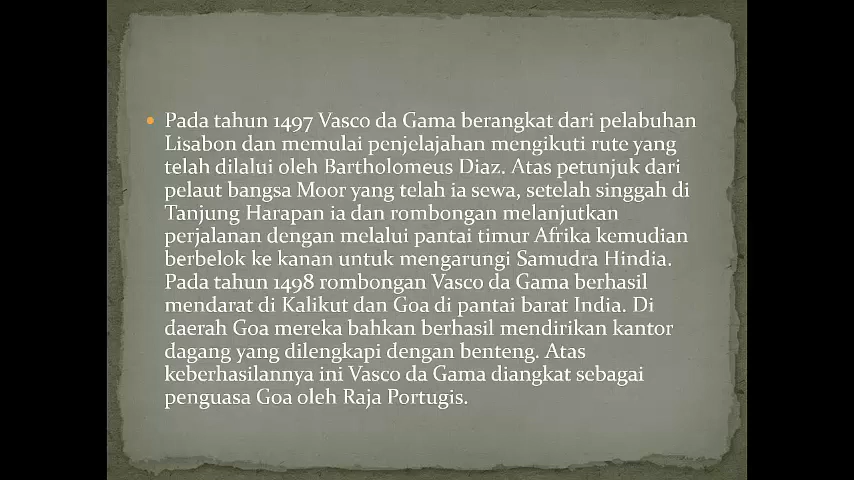 • Pada tahun 1497 Vasco da Gama berangkat dari pelabuhan
Lisabon dan memulai penjelajahan mengikuti rute yang
telah dilalui oleh Bartholomeus Diaz. Atas petunjuk dari
pelaut bangsa Moor yang telah ia sewa, setelah singgah di
Tanjung Harapan ia dan rombongan melanjutkan
perjalanan dengan melalui pantai timur Afrika kemudian
berbelok ke kanan untuk mengarungi Samudra Hindia.
Pada tahun 1498 rombongan Vasco da Gama berhasil
mendarat di Kalikut dan Goa di pantai barat India. Di
daerah Goa mereka bahkan berhasil mendirikan kantor
dagang yang dilengkapi dengan benteng. Atas
keberhasilannya ini Vasco da Gama diangkat sebagai
penguasa Goa oleh Raja Portugis.